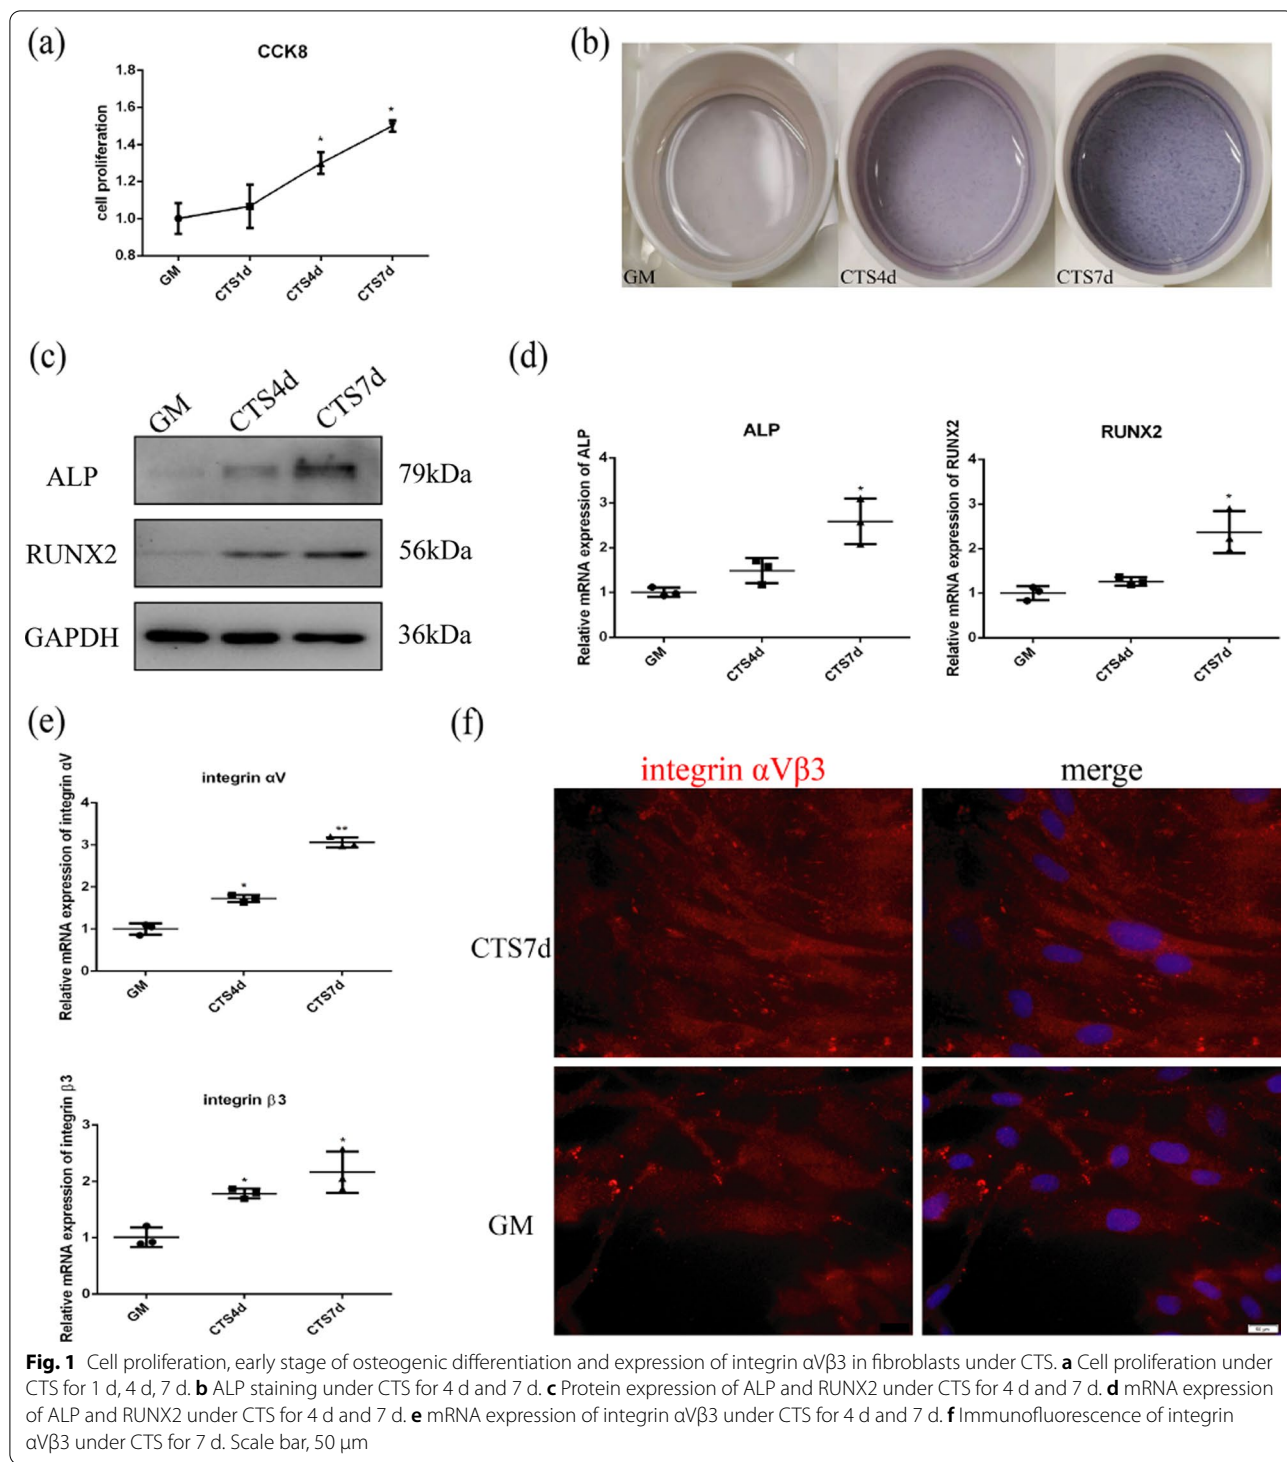 (a)
CCK8
cell proliferation
1.8
1.6
1.4
1.2
1.0
0.8
*
*
GM
CTS1d
CTS4d
CTS7d
(b)
GM
CTS4d
CTS7d
(c)
GM
CTS4d
CTS7d
ALP
79kDa
RUNX2
56kDa
GAPDH
36kDa
(d)
ALP
Relative mRNA expression of ALP
4
3
2
1
0
*
GM
CTS4d
CTS7d
RUNX2
Relative mRNA expression of RUNX2
4
3
2
1
0
*
GM
CTS4d
CTS7d
(e)
integrin αV
Relative mRNA expression of integrin αV
4
3
2
1
0
*
**
GM
CTS4d
CTS7d
integrin β3
Relative mRNA expression of integrin β3
3
2
1
0
*
*
GM
CTS4d
CTS7d
(f)
integrin αVβ3
merge
CTS7d
GM
50 μm
Fig. 1 Cell proliferation, early stage of osteogenic differentiation and expression of integrin αVβ3 in fibroblasts under CTS. a Cell proliferation under
CTS for 1 d, 4 d, 7 d. b ALP staining under CTS for 4 d and 7 d. c Protein expression of ALP and RUNX2 under CTS for 4 d and 7 d. d mRNA expression
of ALP and RUNX2 under CTS for 4 d and 7 d. e mRNA expression of integrin αVβ3 under CTS for 4 d and 7 d. f Immunofluorescence of integrin
αVβ3 under CTS for 7 d. Scale bar, 50 μm